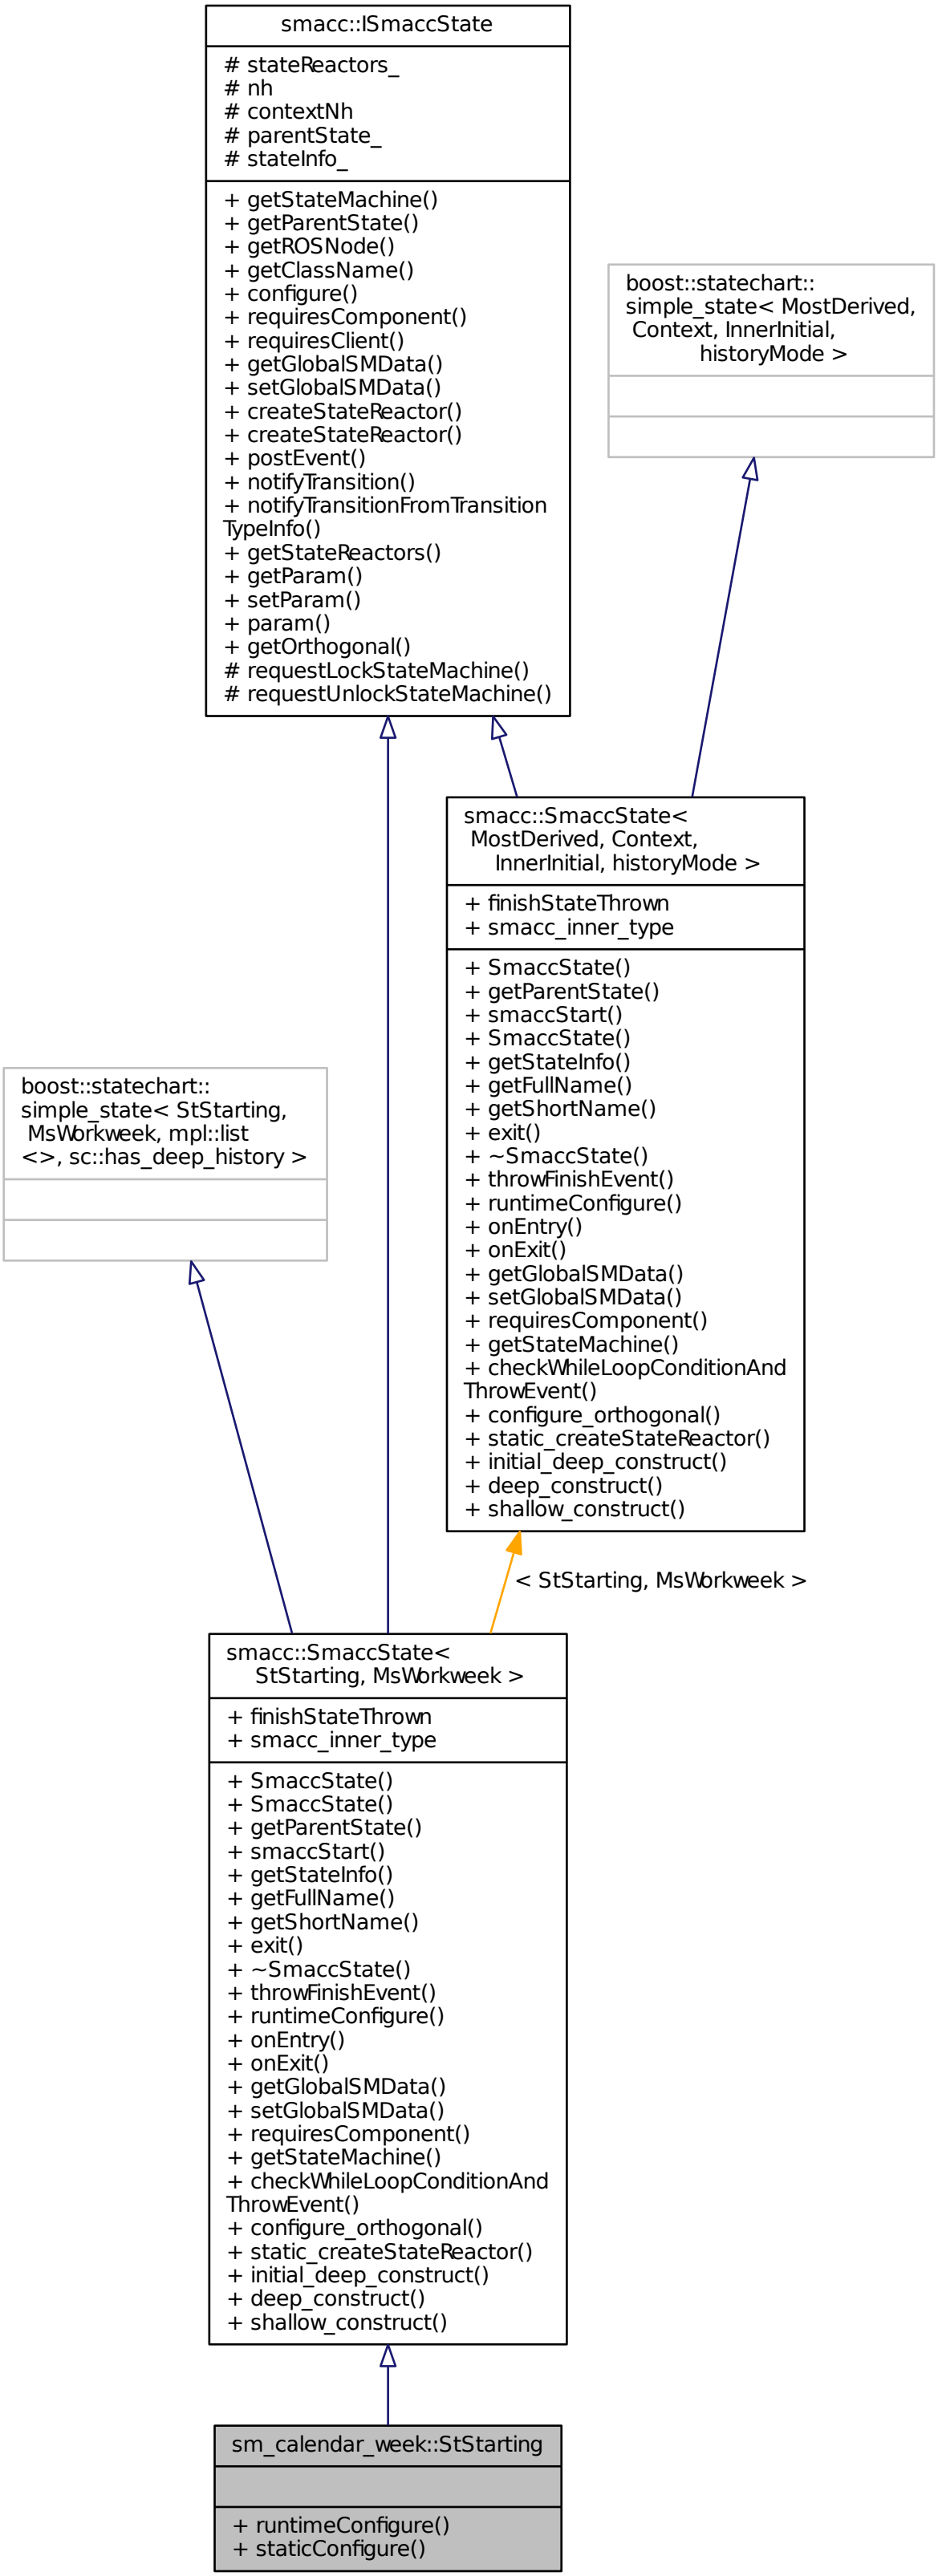 smacc::ISmaccState
# stateReactors_
# nh
# contextNh
# parentState_
# stateInfo_
+ getStateMachine()
+ getParentState()
+ getROSNode()
+ getClassName()
+ configure()
+ requiresComponent()
+ requiresClient()
+ getGlobalSMData()
+ setGlobalSMData()
+ createStateReactor()
+ createStateReactor()
+ postEvent()
+ notifyTransition()
+ notifyTransitionFromTransition
TypeInfo()
+ getStateReactors()
+ getParam()
+ setParam()
+ param()
+ getOrthogonal()
# requestLockStateMachine()
# requestUnlockStateMachine()
boost::statechart::
simple_state< MostDerived,
Context, InnerInitial,
historyMode >
smacc::SmaccState<
MostDerived, Context,
InnerInitial, historyMode >
+ finishStateThrown
+ smacc_inner_type
+ SmaccState()
+ getParentState()
+ smaccStart()
+ SmaccState()
+ getStateInfo()
+ getFullName()
+ getShortName()
+ exit()
+ ~SmaccState()
+ throwFinishEvent()
+ runtimeConfigure()
+ onEntry()
+ onExit()
+ getGlobalSMData()
+ setGlobalSMData()
+ requiresComponent()
+ getStateMachine()
+ checkWhileLoopConditionAnd
ThrowEvent()
+ configure_orthogonal()
+ static_createStateReactor()
+ initial_deep_construct()
+ deep_construct()
+ shallow_construct()
boost::statechart::
simple_state< StStarting,
MsWorkweek, mpl::list
<>, sc::has_deep_history >
< StStarting, MsWorkweek >
smacc::SmaccState<
StStarting, MsWorkweek >
+ finishStateThrown
+ smacc_inner_type
+ SmaccState()
+ SmaccState()
+ getParentState()
+ smaccStart()
+ getStateInfo()
+ getFullName()
+ getShortName()
+ exit()
+ ~SmaccState()
+ throwFinishEvent()
+ runtimeConfigure()
+ onEntry()
+ onExit()
+ getGlobalSMData()
+ setGlobalSMData()
+ requiresComponent()
+ getStateMachine()
+ checkWhileLoopConditionAnd
ThrowEvent()
+ configure_orthogonal()
+ static_createStateReactor()
+ initial_deep_construct()
+ deep_construct()
+ shallow_construct()
sm_calendar_week::StStarting
+ runtimeConfigure()
+ staticConfigure()